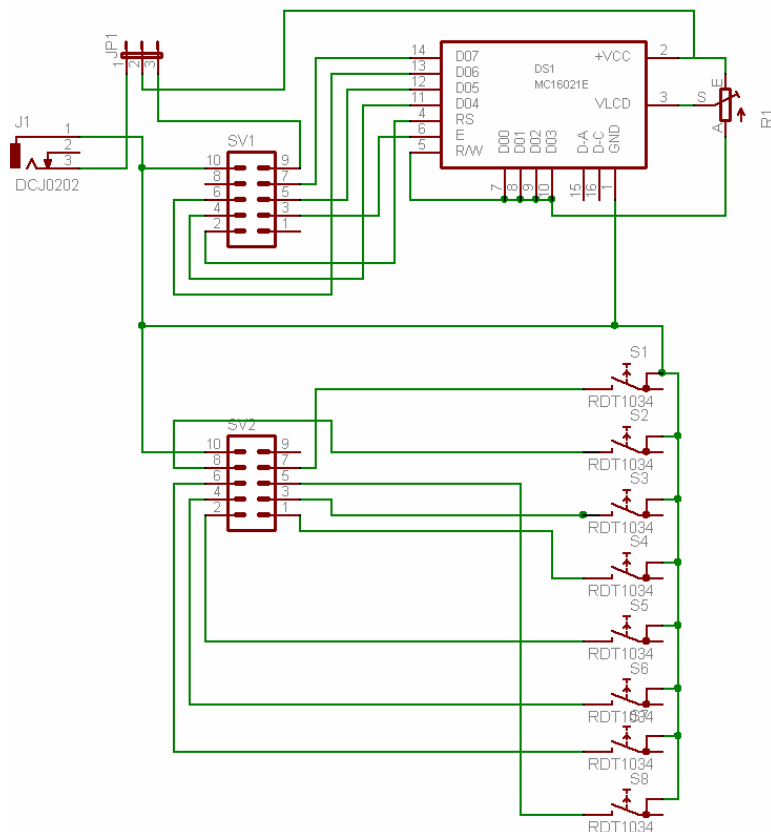 JP1
1 2 3
J1
1
2
3
DCJ0202
SV1
10 9
8 7
6 5
4 3
2 1
14 D07
13 D06
12 D05
11 D04
4 RS
6 E
5 R/W
DS1
MC16021E
+VCC 2
VLCD 3
D00 D01 D02 D03 D-A D-C GND
7 8 9 10 15 16 1
E
S
A
R1
SV2
10 9
8 7
6 5
4 3
2 1
S1
RDT1034
S2
RDT1034
S3
RDT1034
S4
RDT1034
S5
RDT1034
S6
RDT1034
S7
RDT1034
S8
RDT1034